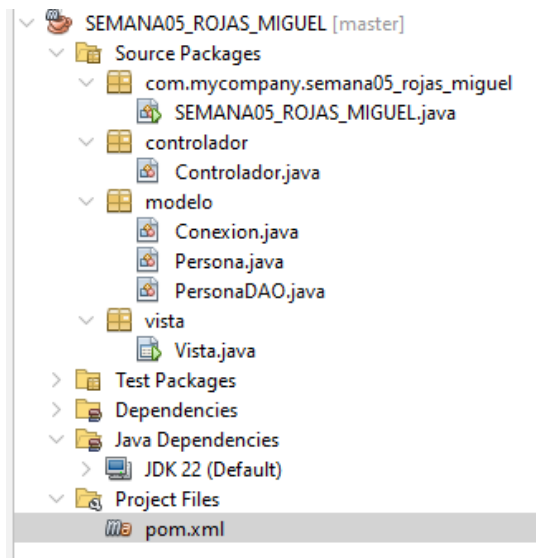 SEMANA05_ROJAS_MIGUEL [master]
Source Packages
com.mycompany.semana05_rojas_miguel
SEMANA05_ROJAS_MIGUEL.java
controlador
Controlador.java
modelo
Conexion.java
Persona.java
PersonaDAO.java
vista
Vista.java
Test Packages
Dependencies
Java Dependencies
JDK 22 (Default)
Project Files
pom.xml